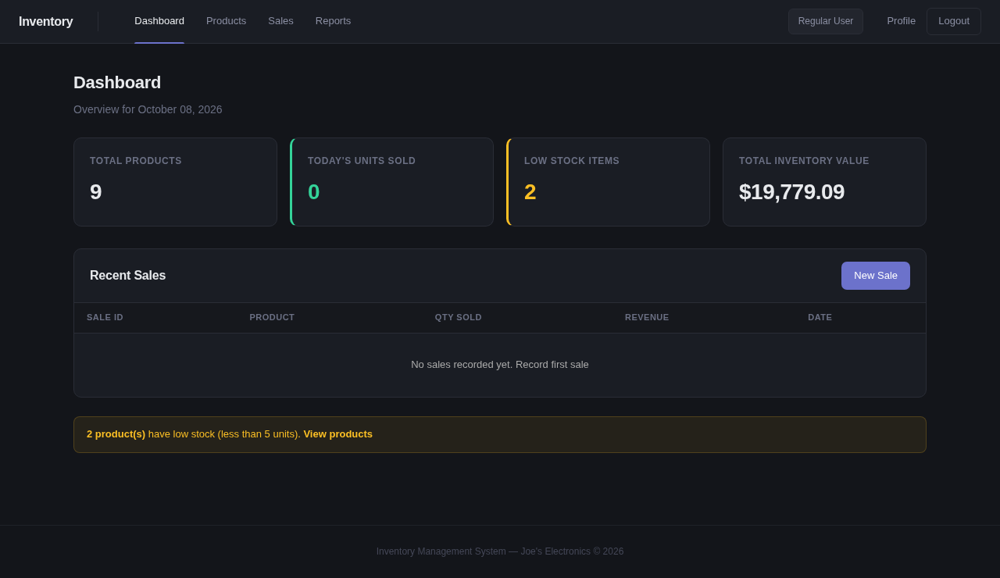 Inventory
Dashboard
Products
Sales
Reports
Regular User
Profile
Logout
Dashboard
Overview for October 08, 2026
TOTAL PRODUCTS
9
TODAY'S UNITS SOLD
0
LOW STOCK ITEMS
2
TOTAL INVENTORY VALUE
$19,779.09
Recent Sales
New Sale
SALE ID
PRODUCT
QTY SOLD
REVENUE
DATE
No sales recorded yet. Record first sale
2 product(s) have low stock (less than 5 units). View products
Inventory Management System — Joe's Electronics © 2026